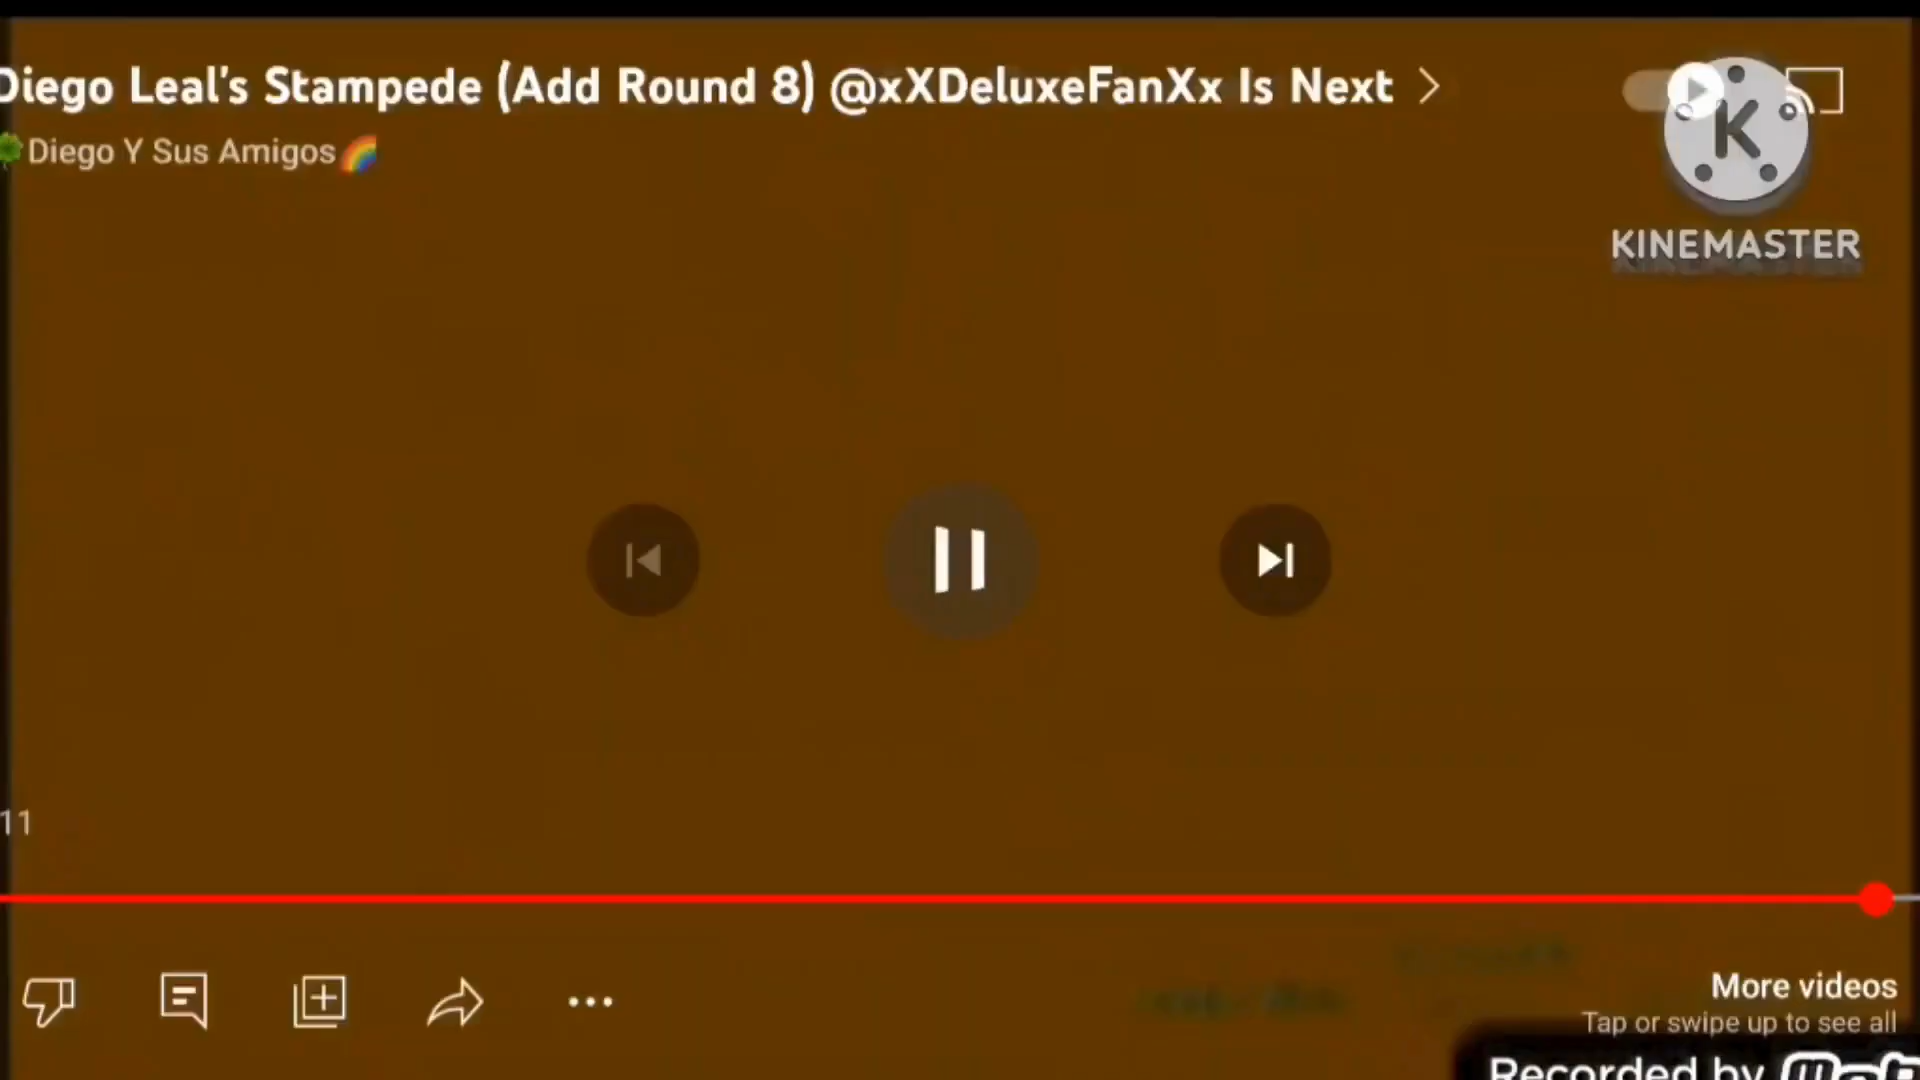 Diego Leal's Stampede (Add Round 8) @xXDeluxeFanXx Is Next
Diego Y Sus Amigos
K
KINEMASTER
11
More videos
Tap or swipe up to see all
Recorded by